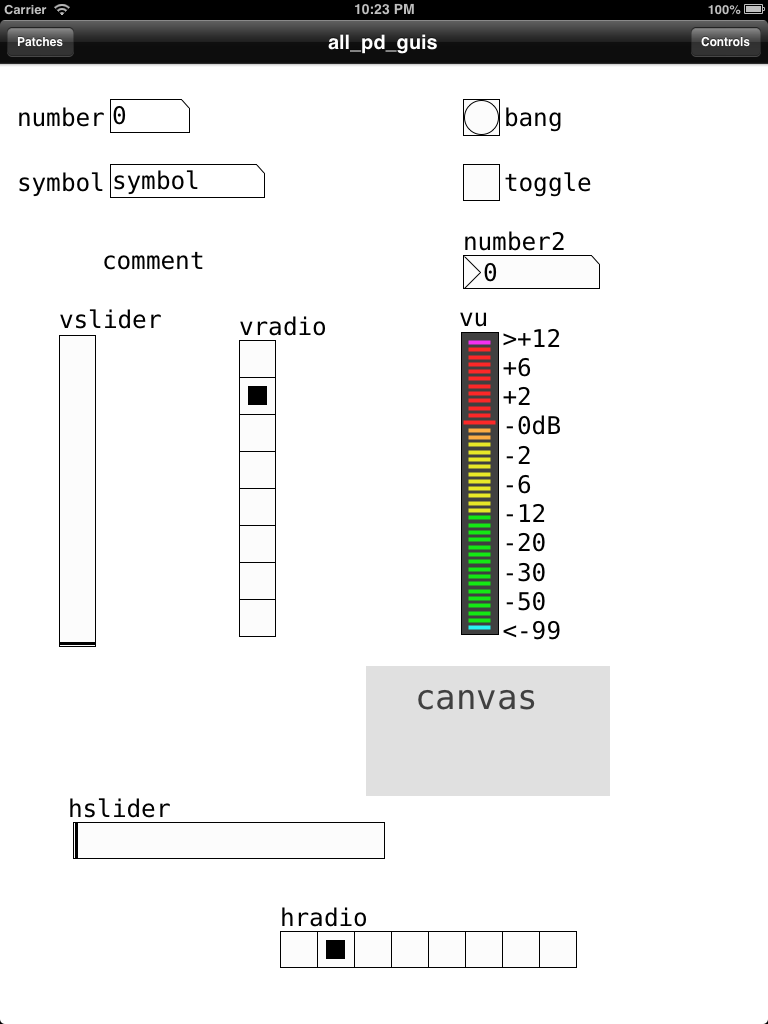 Carrier 10:23 PM 100%
Patches all_pd_guis Controls
number 0
bang
symbol symbol
toggle
comment
number2
0
vslider
vradio
vu
>+12
+6
+2
-0dB
-2
-6
-12
-20
-30
-50
<-99
canvas
hslider
hradio